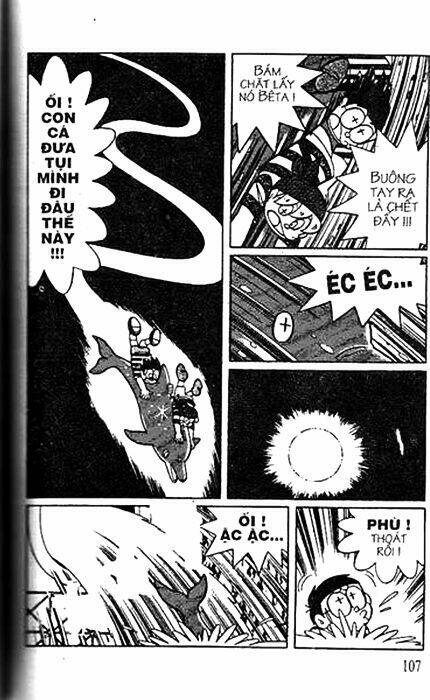 ỐI !
CON
CÁ
ĐƯA
TỤI
MÌNH
ĐI
ĐÂU
THẾ
NÀY
!!!
BÁM
CHẶT LẤY
NÓ BÊTA !
BUÔNG
TAY RA
LÀ CHẾT
ĐẤY !!!
ÉC ÉC...
ỐI !
ẶC ẶC...
PHÙ !
THOÁT
RỒI !
107